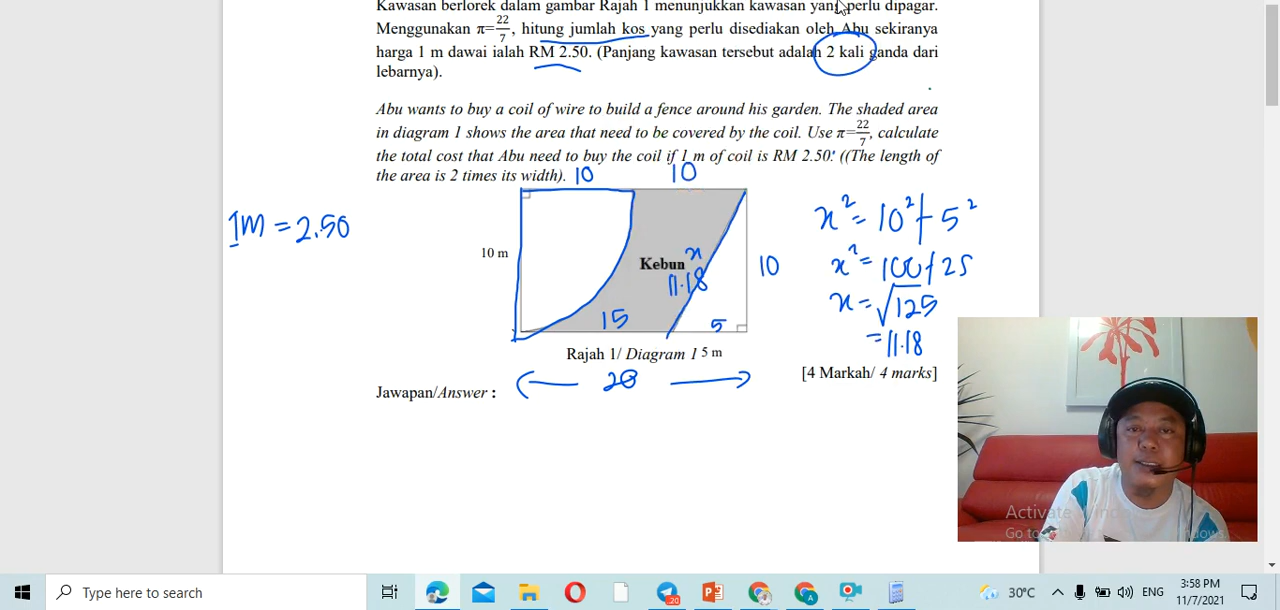 Kawasan berlorek dalam gambar Rajah 1 menunjukkan kawasan yang perlu dipagar.
Menggunakan π=22/7, hitung jumlah kos yang perlu disediakan oleh Abu sekiranya
harga 1 m dawai ialah RM 2.50. (Panjang kawasan tersebut adalah 2 kali ganda dari
lebarnya).
Abu wants to buy a coil of wire to build a fence around his garden. The shaded area
in diagram 1 shows the area that need to be covered by the coil. Use π=22/7, calculate
the total cost that Abu need to buy the coil if 1 m of coil is RM 2.50. ((The length of
the area is 2 times its width).
10 10
1M = 2.50
10 m
Kebun
x
11.18
10
15
5
x² = 10² + 5²
x² = 100 + 25
x = √125
= 11.18
Rajah 1/ Diagram 1 5 m
[4 Markah/ 4 marks]
20
Jawapan/Answer :
Activate Windows
Go to
Type here to search
20
30°C
ENG
3:58 PM
11/7/2021